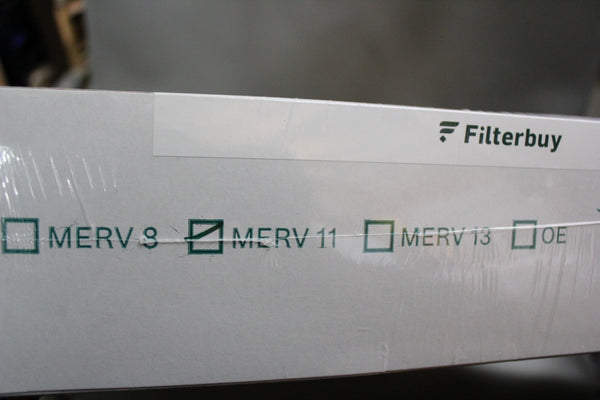 Filterbuy
MERV 8 MERV 11 MERV 13 OE